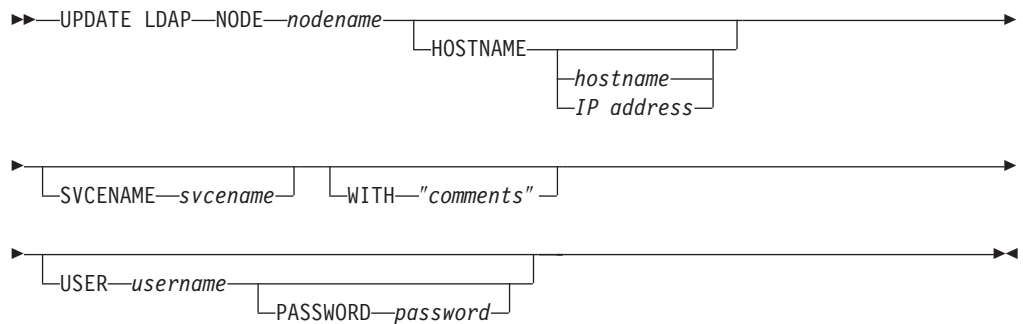 UPDATE LDAP NODE nodename
HOSTNAME
hostname
IP address
SVCENAME svcename WITH "comments"
USER username
PASSWORD password